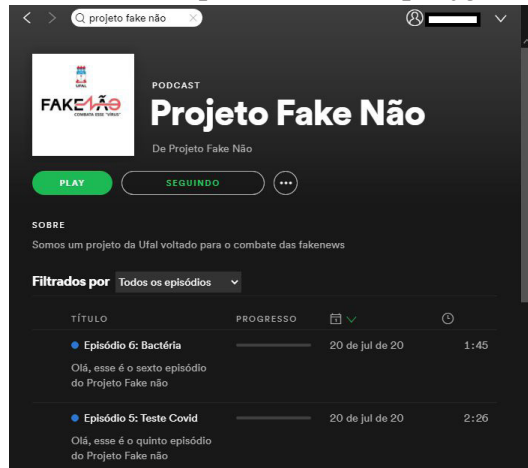 projeto fake não
UFAL
FAKE NÃO
COMBATA ESSE "VÍRUS"
PODCAST
Projeto Fake Não
De Projeto Fake Não
PLAY
SEGUINDO
SOBRE
Somos um projeto da Ufal voltado para o combate das fakenews
Filtrados por Todos os episódios
TÍTULO PROGRESSO
Episódio 6: Bactéria 20 de jul de 20 1:45
Olá, esse é o sexto episódio
do Projeto Fake não
Episódio 5: Teste Covid 20 de jul de 20 2:26
Olá, esse é o quinto episódio
do Projeto Fake não